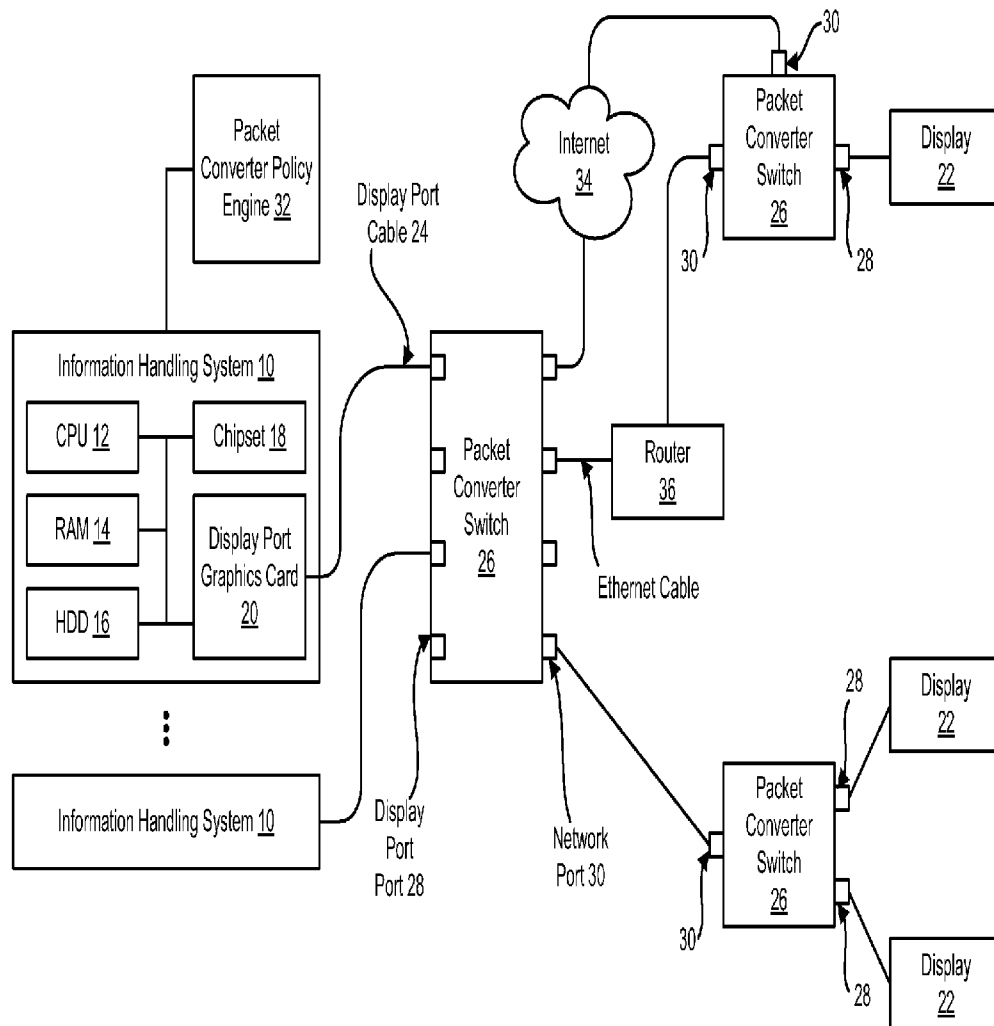 Packet
Converter Policy
Engine 32
Display Port
Cable 24
Internet
34
30
Packet
Converter
Switch
26
30
28
Display
22
Information Handling System 10
CPU 12
Chipset 18
RAM 14
Display Port
Graphics Card
20
HDD 16
Packet
Converter
Switch
26
Router
36
Ethernet Cable
Information Handling System 10
Display
Port
Port 28
Network
Port 30
30
Packet
Converter
Switch
26
28
Display
22
28
Display
22